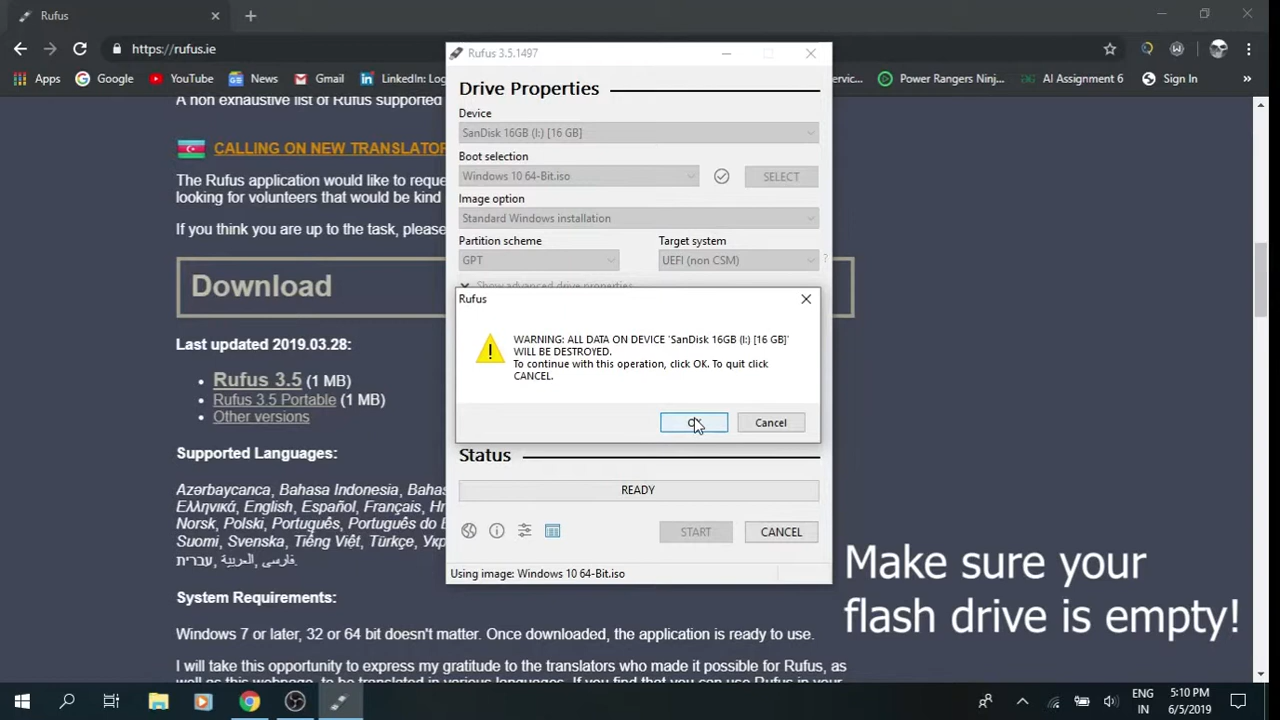 Rufus
https://rufus.ie
Apps
Google
YouTube
News
Gmail
LinkedIn: Log
Power Rangers Ninj...
AI Assignment 6
Sign In
»
A non exhaustive list of Rufus supported
CALLING ON NEW TRANSLATOR
The Rufus application would like to reque
looking for volunteers that would be kind
If you think you are up to the task, please
Download
Last updated 2019.03.28:
Rufus 3.5 (1 MB)
Rufus 3.5 Portable (1 MB)
Other versions
Supported Languages:
Azərbaycanca, Bahasa Indonesia, Bahas
Ελληνικά, English, Español, Français, Hr
Norsk, Polski, Português, Português do B
Suomi, Svenska, Tiếng Việt, Türkçe, Укр
עברית ,العربية ,فارسی.
System Requirements:
Windows 7 or later, 32 or 64 bit doesn't matter. Once downloaded, the application is ready to use.
I will take this opportunity to express my gratitude to the translators who made it possible for Rufus, as
Rufus 3.5.1497
Drive Properties
Device
SanDisk 16GB (I:) [16 GB]
Boot selection
Windows 10 64-Bit.iso
SELECT
Image option
Standard Windows installation
Partition scheme
Target system
GPT
UEFI (non CSM)
?
Show advanced drive properties
Rufus
WARNING: ALL DATA ON DEVICE 'SanDisk 16GB (I:) [16 GB]'
WILL BE DESTROYED.
To continue with this operation, click OK. To quit click
CANCEL.
Cancel
Status
READY
START
CANCEL
Using image: Windows 10 64-Bit.iso
Make sure your
flash drive is empty!
ENG
IN
5:10 PM
6/5/2019